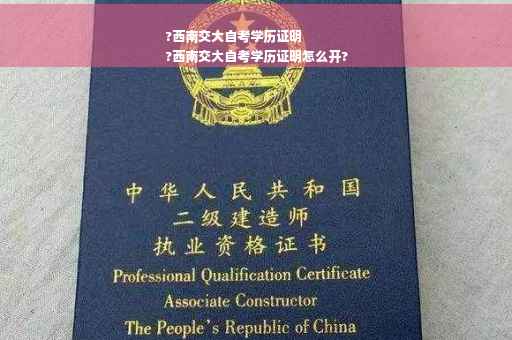 ?西南交大自考学历证明
?西南交大自考学历证明怎么开?
中华人民共和国
二级建造师
执业资格证书
Professional Qualification Certificate
Associate Constructor
The People's Republic of China